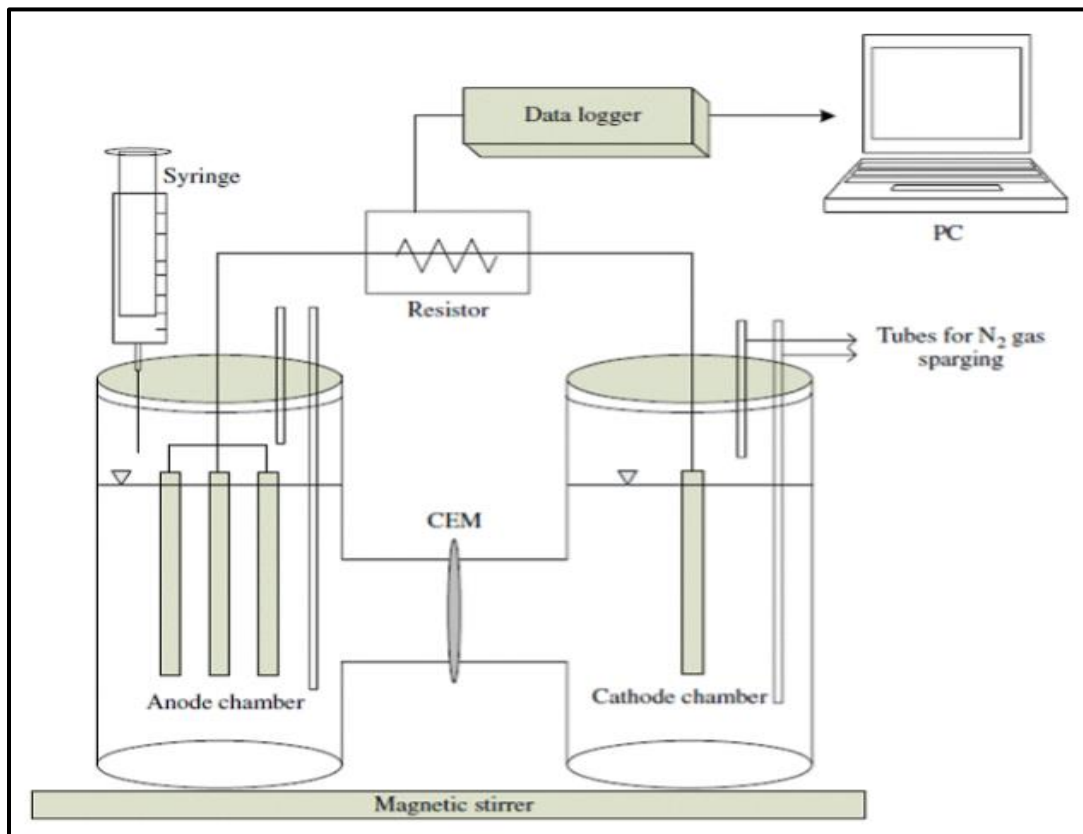 Data logger
Syringe
PC
Resistor
Tubes for N₂ gas
sparging
CEM
Anode chamber
Cathode chamber
Magnetic stirrer